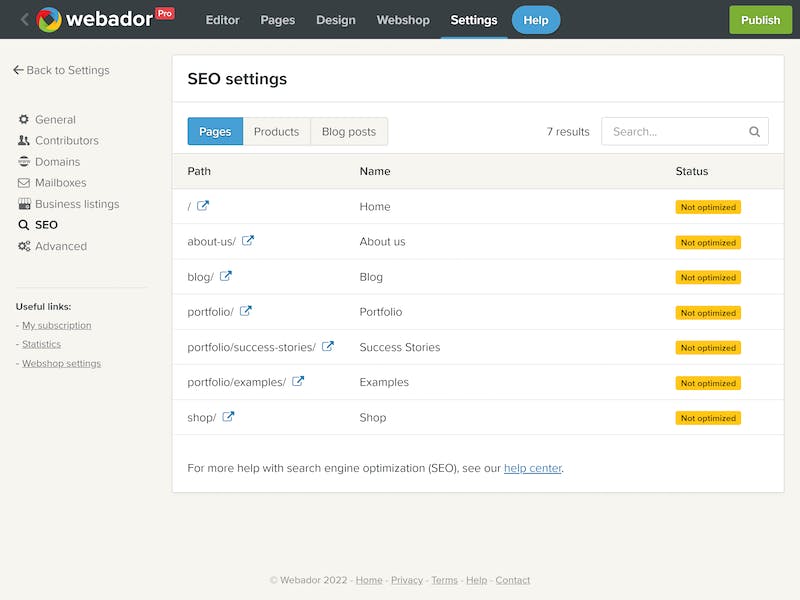 webador Pro Editor Pages Design Webshop Settings Help Publish
Back to Settings
General
Contributors
Domains
Mailboxes
Business listings
SEO
Advanced
Useful links:
- My subscription
- Statistics
- Webshop settings
SEO settings
Pages Products Blog posts 7 results Search...
Path Name Status
/ Home Not optimized
about-us/ About us Not optimized
blog/ Blog Not optimized
portfolio/ Portfolio Not optimized
portfolio/success-stories/ Success Stories Not optimized
portfolio/examples/ Examples Not optimized
shop/ Shop Not optimized
For more help with search engine optimization (SEO), see our help center.
© Webador 2022 - Home - Privacy - Terms - Help - Contact